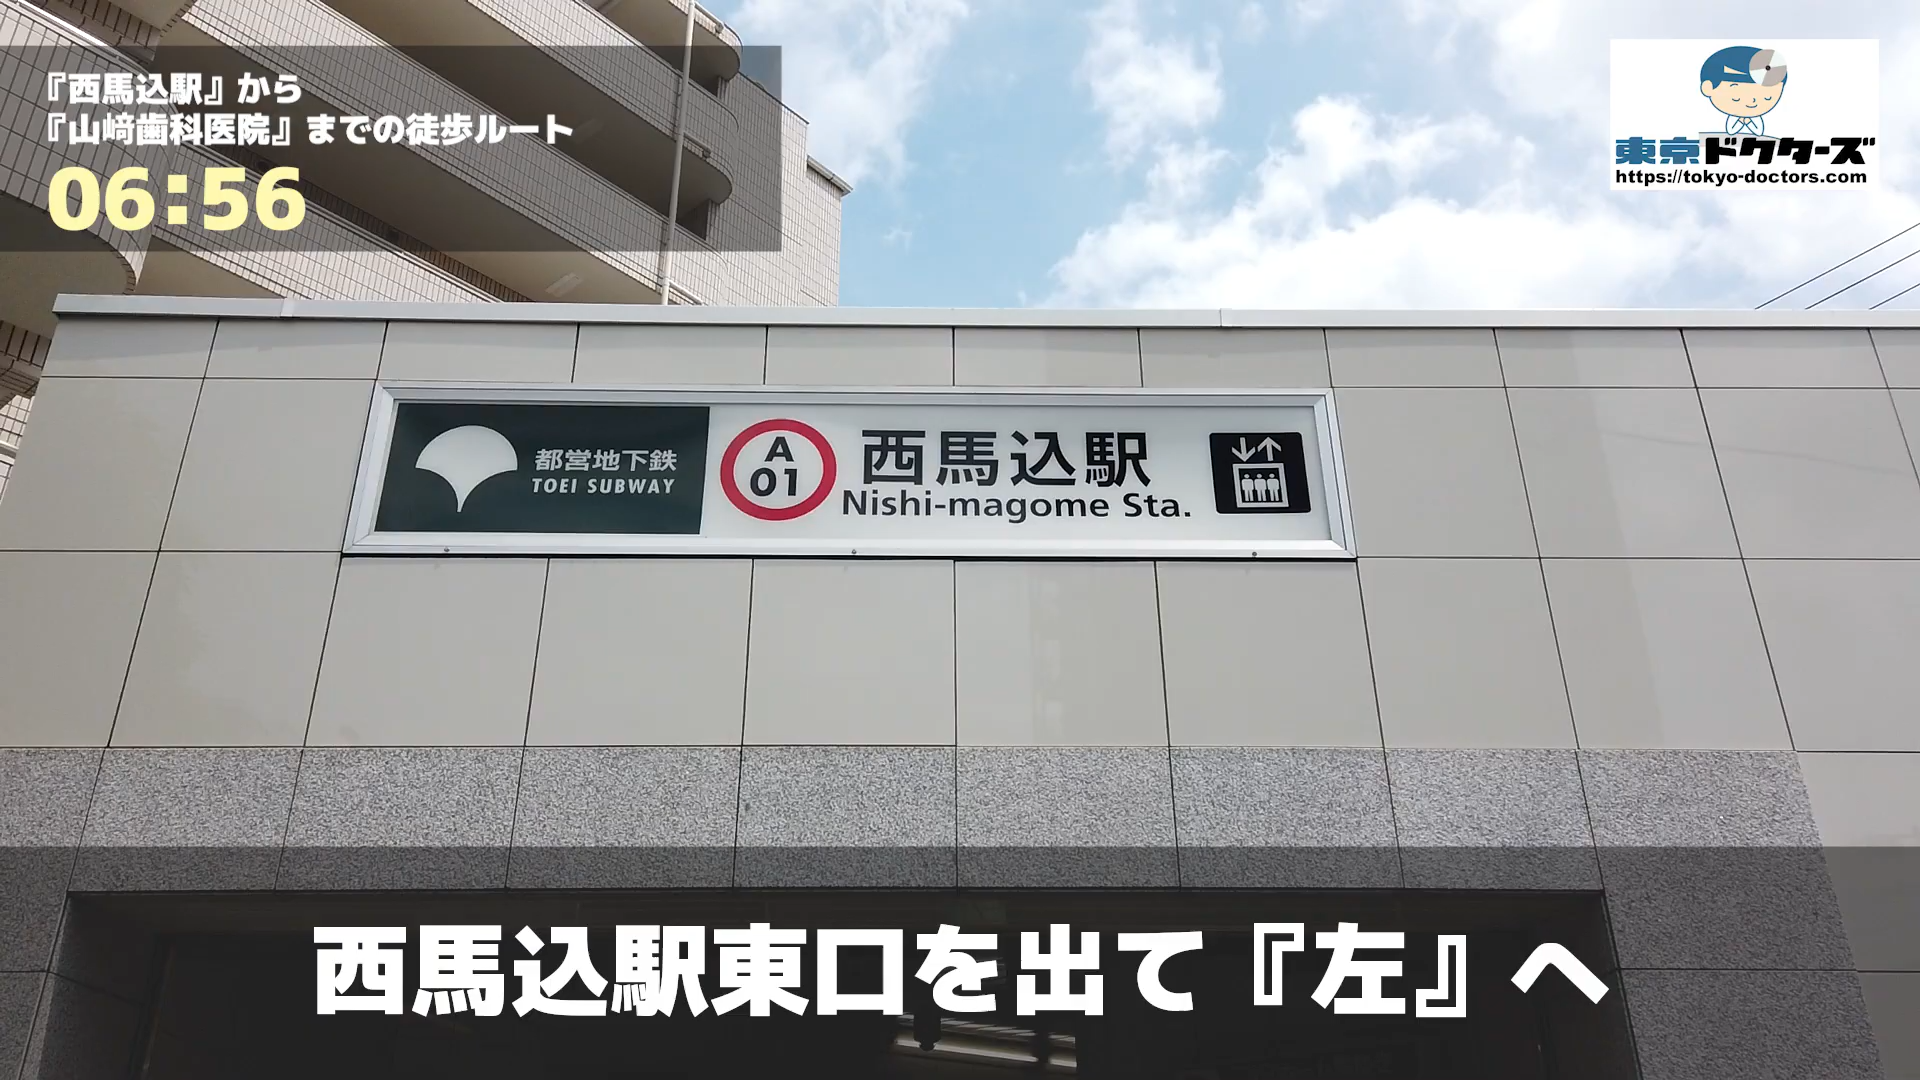 『西馬込駅』から
『山﨑歯科医院』までの徒歩ルート
06:56
東京ドクターズ
https://tokyo-doctors.com
都営地下鉄
TOEI SUBWAY
A
01
西馬込駅
Nishi-magome Sta.
西馬込駅東口を出て『左』へ